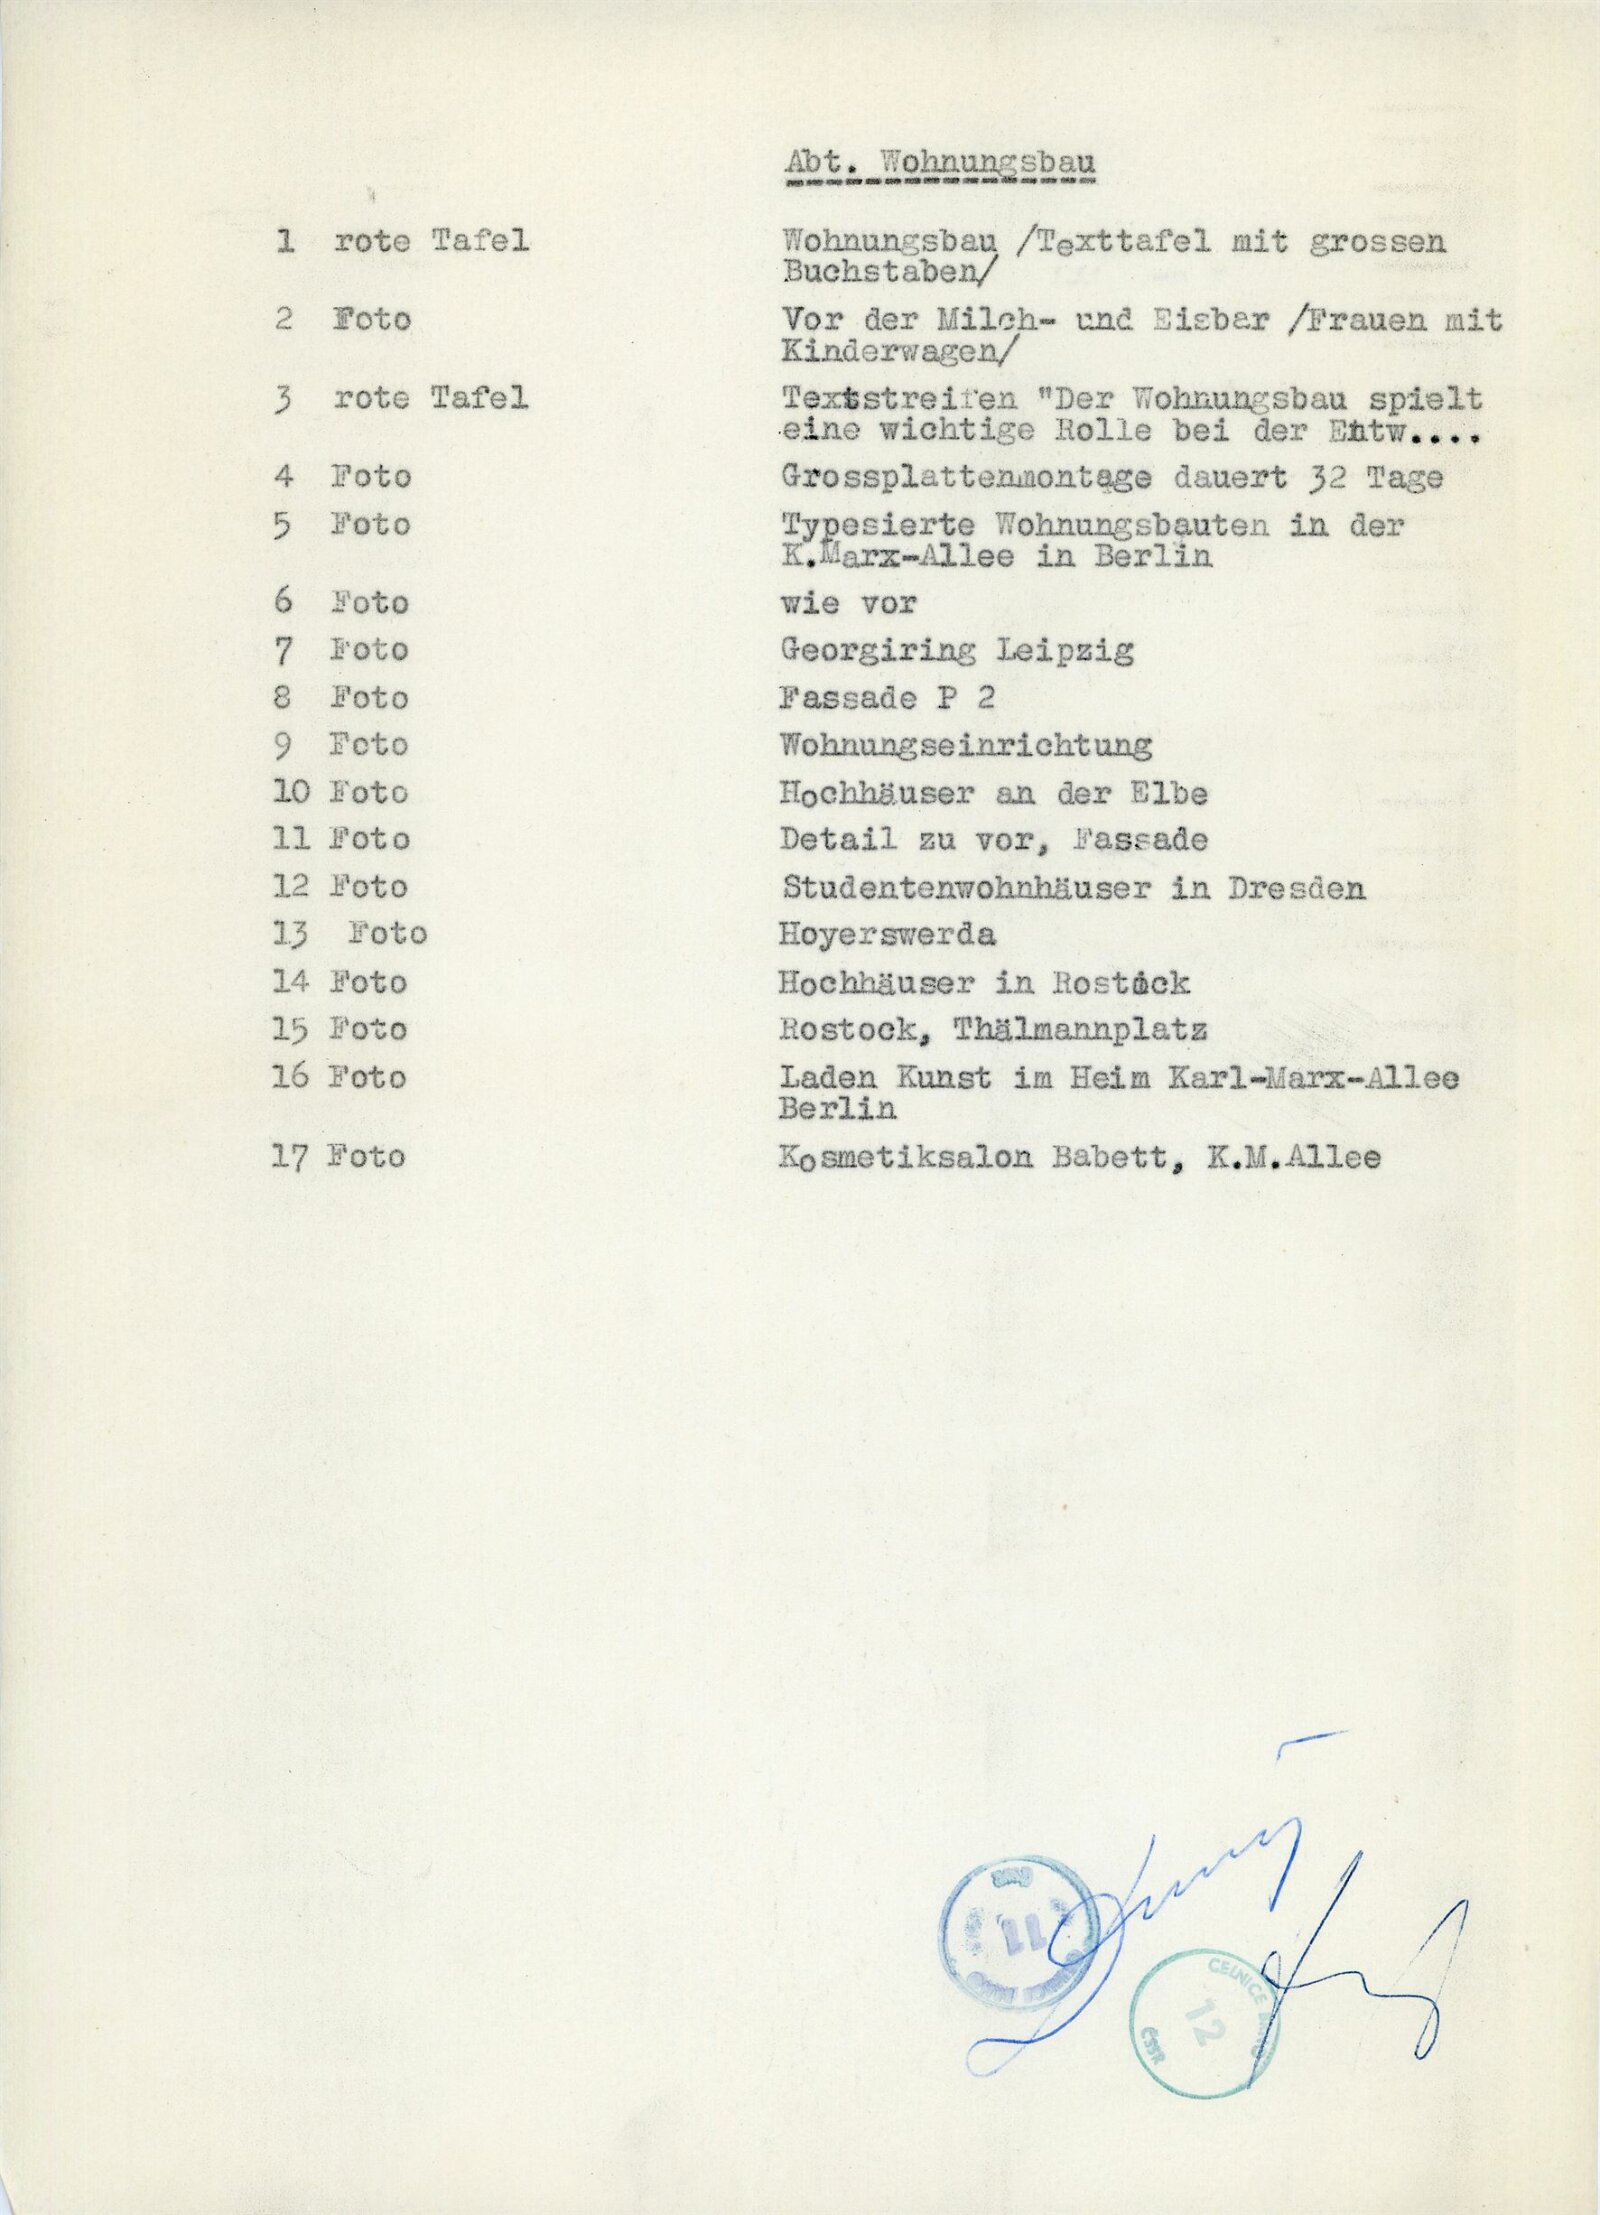 Abt. Wohnungsbau
1 rote Tafel Wohnungsbau /Texttafel mit grossen
Buchstaben/
2 Foto Vor der Milch- und Eisbar /Frauen mit
Kinderwagen/
3 rote Tafel Textstreifen "Der Wohnungsbau spielt
eine wichtige Rolle bei der Entw....
4 Foto Grossplattenmontage dauert 32 Tage
5 Foto Typesierte Wohnungsbauten in der
K.Marx-Allee in Berlin
6 Foto wie vor
7 Foto Georgiring Leipzig
8 Foto Fassade P 2
9 Foto Wohnungseinrichtung
10 Foto Hochhäuser an der Elbe
11 Foto Detail zu vor, Fassade
12 Foto Studentenwohnhäuser in Dresden
13 Foto Hoyerswerda
14 Foto Hochhäuser in Rostock
15 Foto Rostock, Thälmannplatz
16 Foto Laden Kunst im Heim Karl-Marx-Allee
Berlin
17 Foto Kosmetiksalon Babett, K.M.Allee
11
CELNICE
12
ČSSR